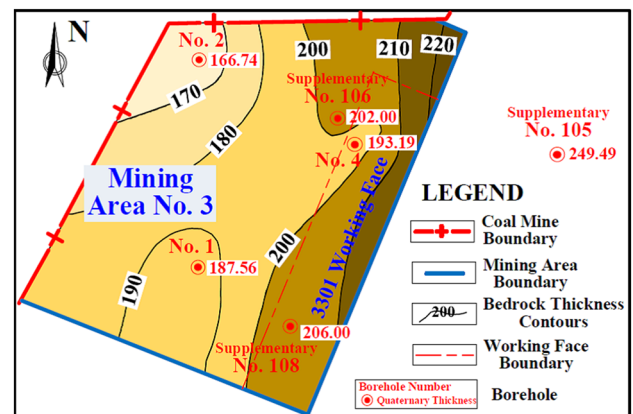 N
No. 2
166.74
170
180
200
210
220
Supplementary
No. 106
202.00
193.19
No. 4
Supplementary
No. 105
249.49
Mining
Area No. 3
3301 Working Face
No. 1
187.56
190
200
206.00
Supplementary
No. 108
LEGEND
Coal Mine
Boundary
Mining Area
Boundary
200
Bedrock Thickness
Contours
Working Face
Boundary
Borehole Number
Quaternary Thickness
Borehole